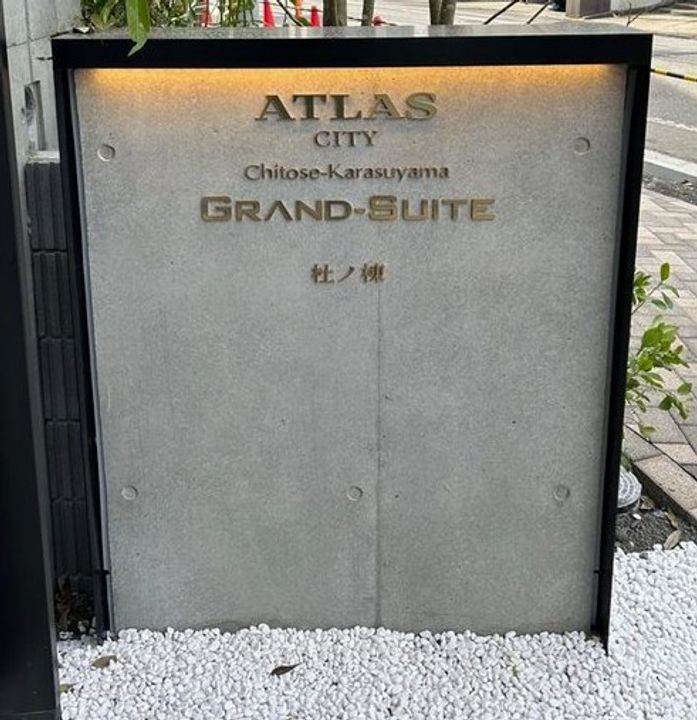 ATLAS
CITY
Chitose-Karasuyama
GRAND-SUITE
杜ノ棟